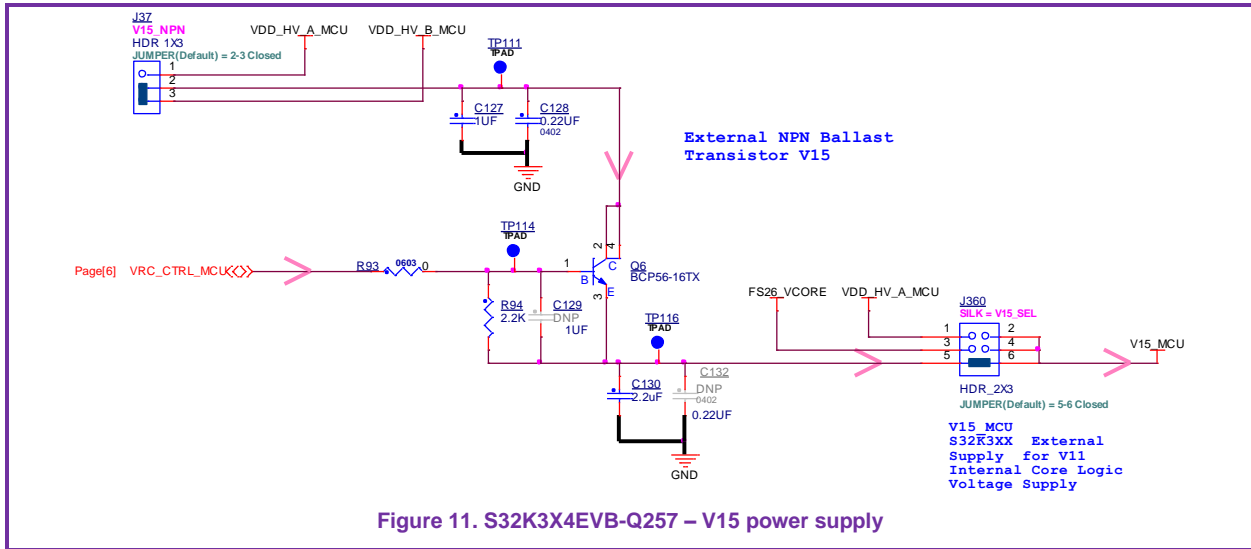 J37
V15_NPN
HDR 1X3
JUMPER(Default) = 2-3 Closed
VDD_HV_A_MCU
VDD_HV_B_MCU
1
2
3
TP111
TPAD
C127
1UF
C128
0.22UF
0402
GND
External NPN Ballast
Transistor V15
TP114
TPAD
Page[6] VRC_CTRL_MCU
R93
0603
0
1
2
4
3
B
C
E
Q6
BCP56-16TX
R94
2.2K
C129
DNP
1UF
TP116
TPAD
C130
2.2uF
C132
DNP
0402
0.22UF
GND
FS26_VCORE
VDD_HV_A_MCU
J360
SILK = V15_SEL
1 2
3 4
5 6
V15_MCU
HDR_2X3
JUMPER(Default) = 5-6 Closed
V15_MCU
S32K3XX External
Supply for V11
Internal Core Logic
Voltage Supply
Figure 11. S32K3X4EVB-Q257 – V15 power supply